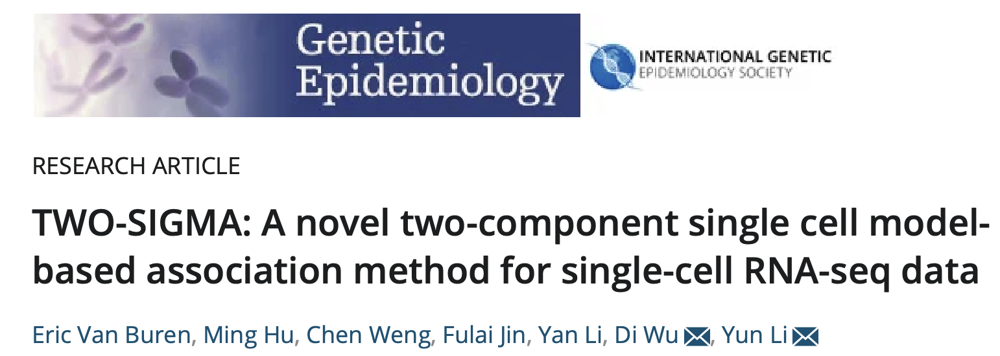 Genetic
Epidemiology
INTERNATIONAL GENETIC
EPIDEMIOLOGY SOCIETY
RESEARCH ARTICLE
TWO-SIGMA: A novel two-component single cell model-
based association method for single-cell RNA-seq data
Eric Van Buren, Ming Hu, Chen Weng, Fulai Jin, Yan Li, Di Wu, Yun Li